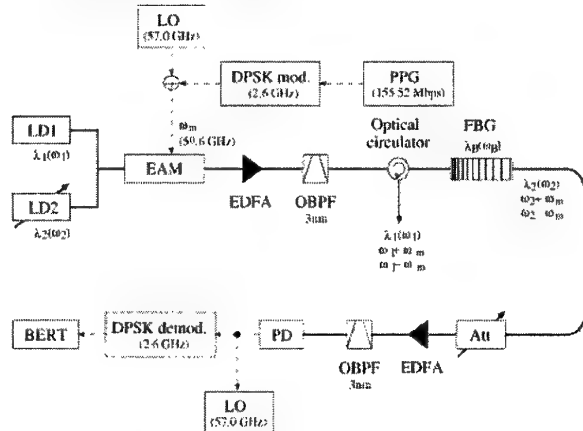 LO
(57.0 GHz)
DPSK mod.
(2.6 GHz)
PPG
(155.52 Mbps)
LD1
λ1(ω1)
ωm
(59.6 GHz)
EAM
LD2
λ2(ω2)
EDFA
OBPF
3nm
Optical
circulator
FBG
λB(ωB)
λ1(ω1)
ω1+ ωm
ω1− ωm
λ2(ω2)
ω2+ ωm
ω2− ωm
BERT
DPSK demod.
(2.6 GHz)
PD
OBPF
3nm
EDFA
Att
LO
(57.0 GHz)